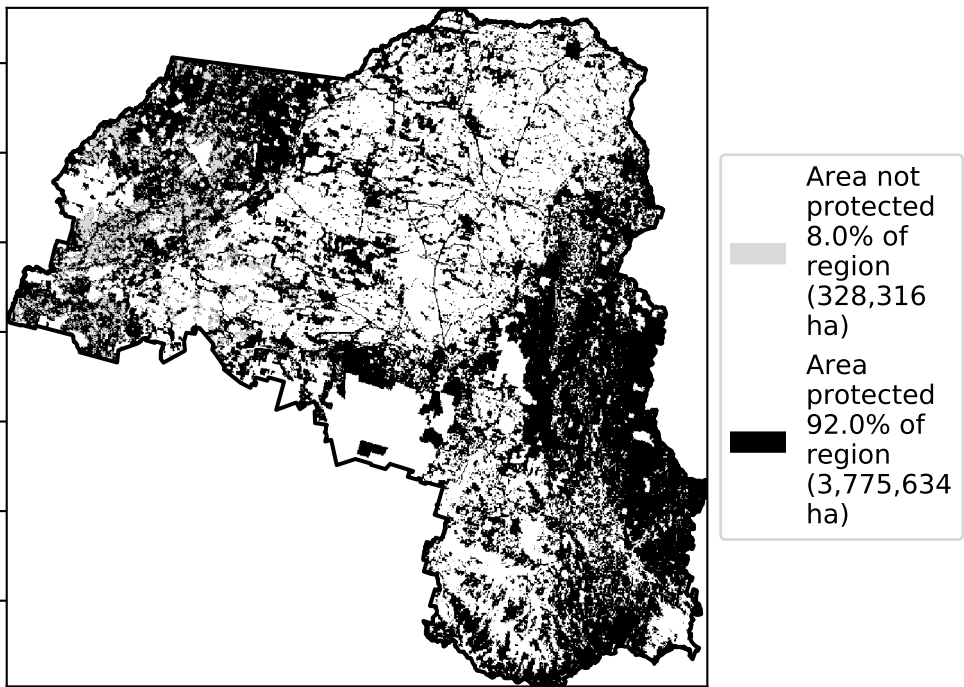 Area not
protected
8.0% of
region
(328,316
ha)
Area
protected
92.0% of
region
(3,775,634
ha)